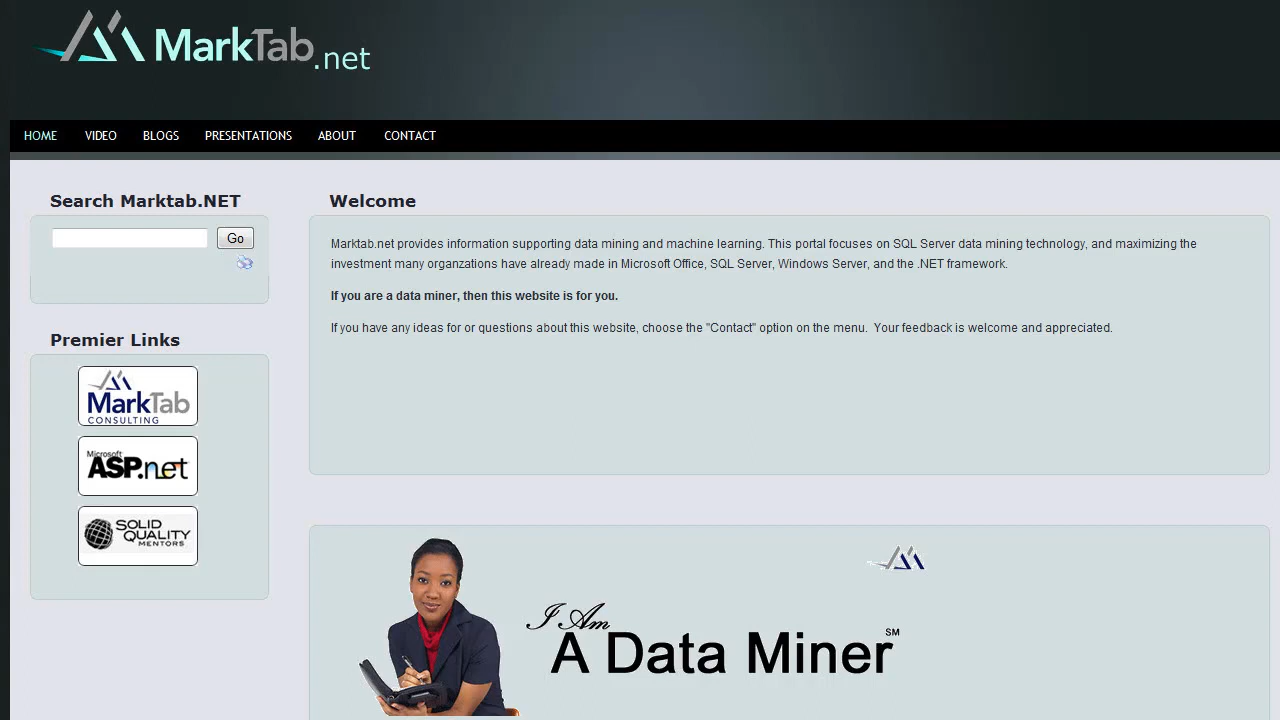 MarkTab.net
HOME VIDEO BLOGS PRESENTATIONS ABOUT CONTACT
Search Marktab.NET
Go
Premier Links
MarkTab
CONSULTING
Microsoft
ASP.net
SOLID
QUALITY
MENTORS
Welcome
Marktab.net provides information supporting data mining and machine learning. This portal focuses on SQL Server data mining technology, and maximizing the
investment many organzations have already made in Microsoft Office, SQL Server, Windows Server, and the .NET framework.
If you are a data miner, then this website is for you.
If you have any ideas for or questions about this website, choose the "Contact" option on the menu. Your feedback is welcome and appreciated.
I Am
A Data Miner℠